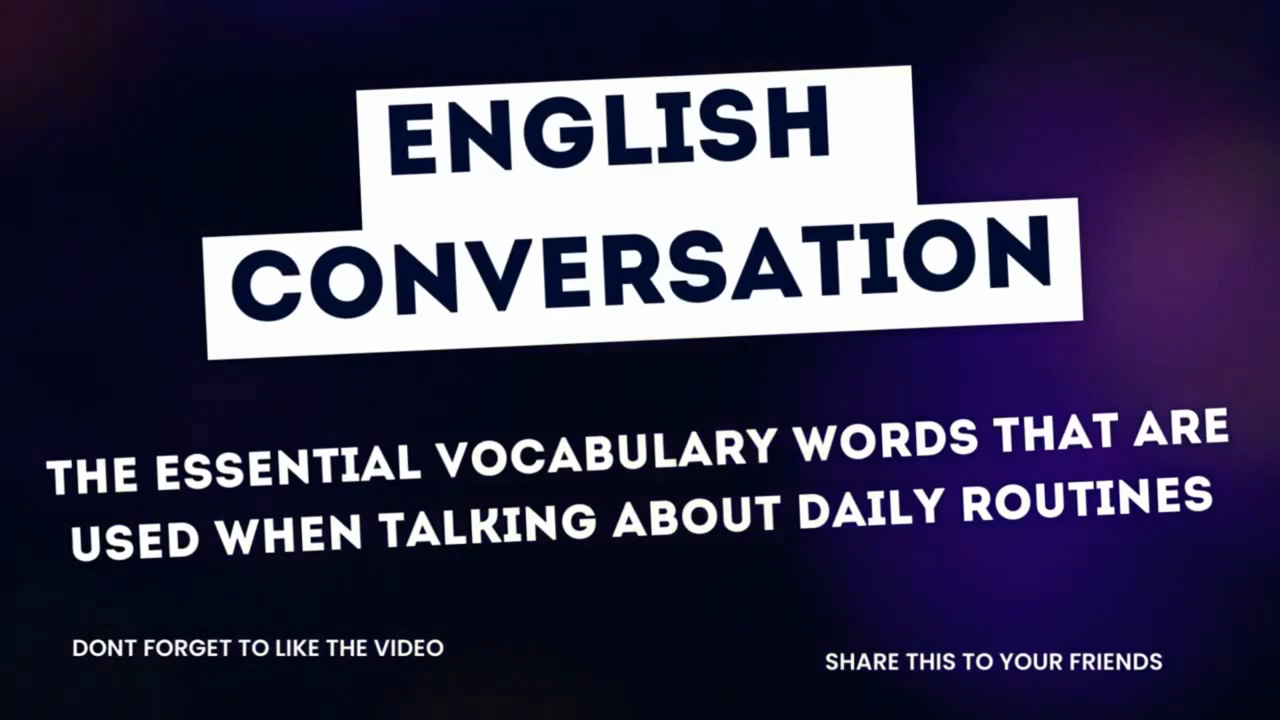 ENGLISH
CONVERSATION
THE ESSENTIAL VOCABULARY WORDS THAT ARE
USED WHEN TALKING ABOUT DAILY ROUTINES
DONT FORGET TO LIKE THE VIDEO
SHARE THIS TO YOUR FRIENDS